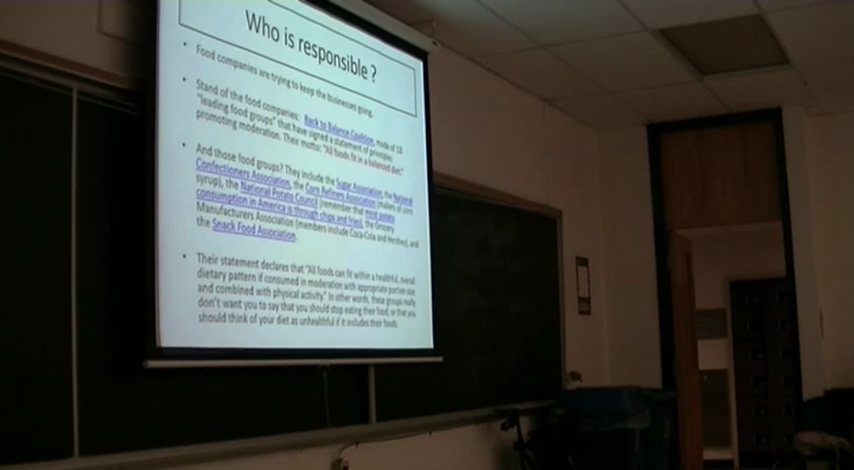 Who is responsible ?
• Food companies are trying to keep the businesses going.
• Stand of the food companies; Back to Balance Coalition, made of 18
"leading food groups" that have signed a statement of principles
promoting moderation. Their motto: "All foods fit in a balanced diet."
• And those food groups? They include the Sugar Association, the National
Confectioners Association, the Corn Refiners Association (makers of corn
syrup), the National Potato Council (remember that most potato
consumption in America is through chips and fries), the Grocery
Manufacturers Association (members include Coca-Cola and Hershey), and
the Snack Food Association.
• Their statement declares that "All foods can fit within a healthful, overall
dietary pattern if consumed in moderation with appropriate portion size
and combined with physical activity." In other words, these groups really
don't want you to say that you should stop eating their food, or that you
should think of your diet as unhealthful if it includes their foods.